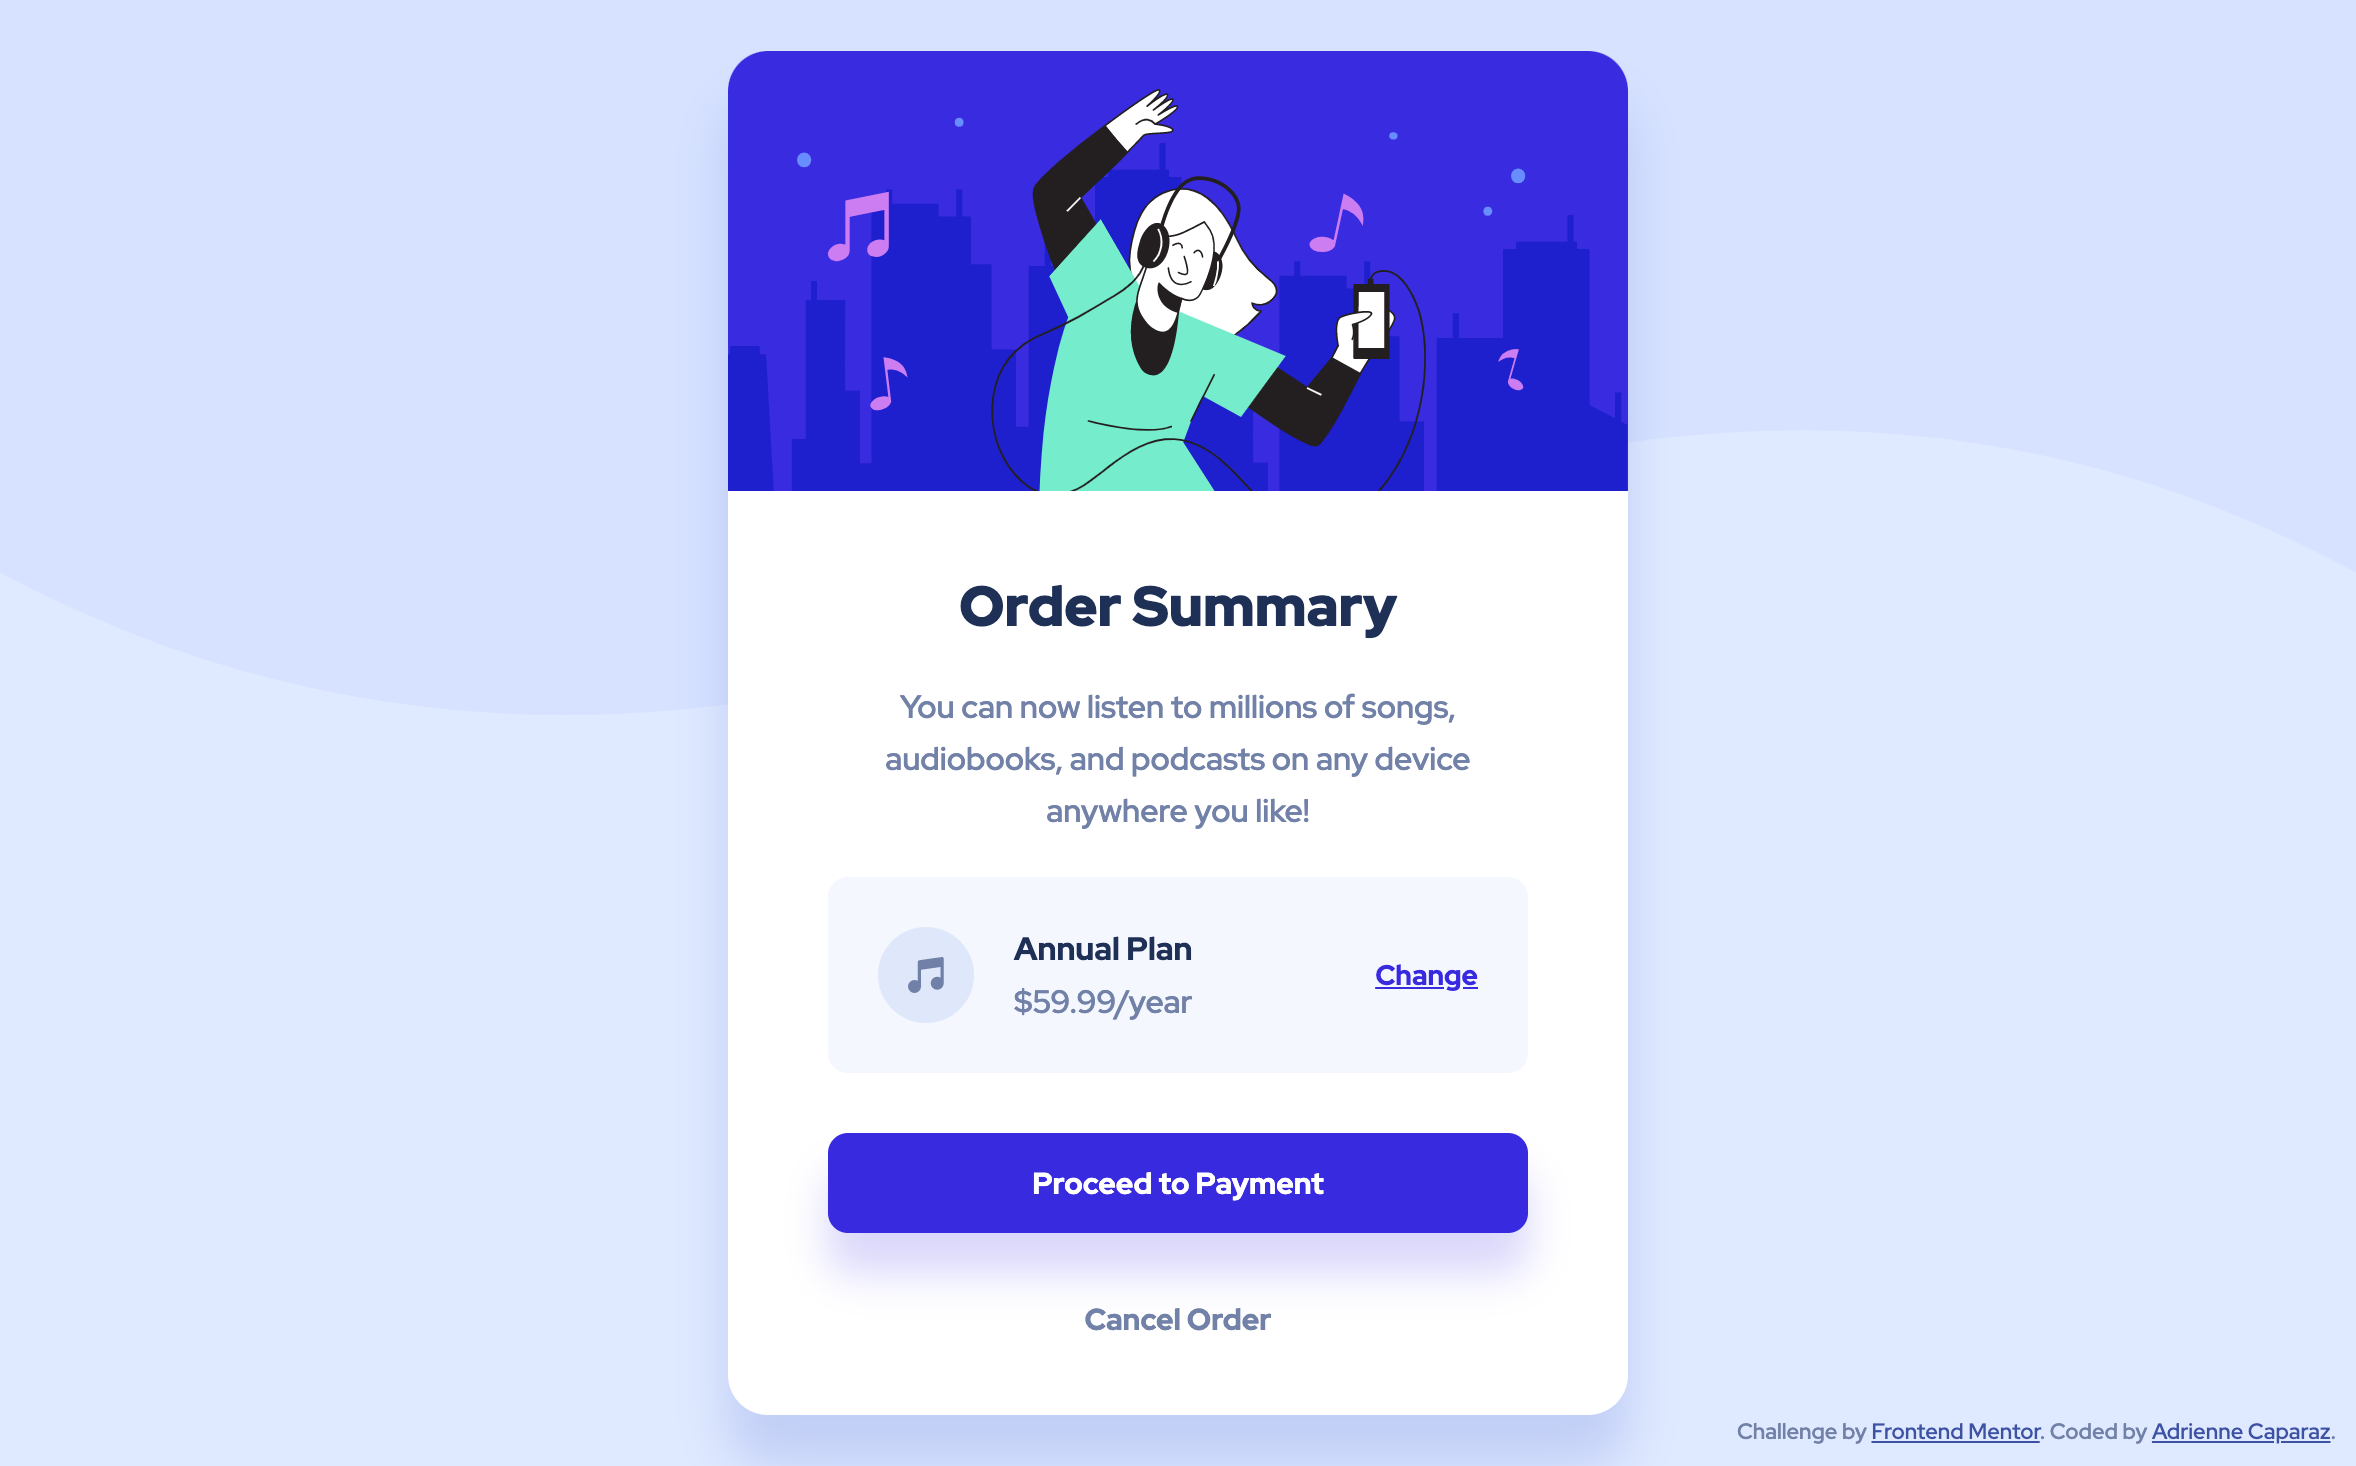 Order Summary
You can now listen to millions of songs,
audiobooks, and podcasts on any device
anywhere you like!
Annual Plan
$59.99/year
Change
Proceed to Payment
Cancel Order
Challenge by Frontend Mentor. Coded by Adrienne Caparaz.